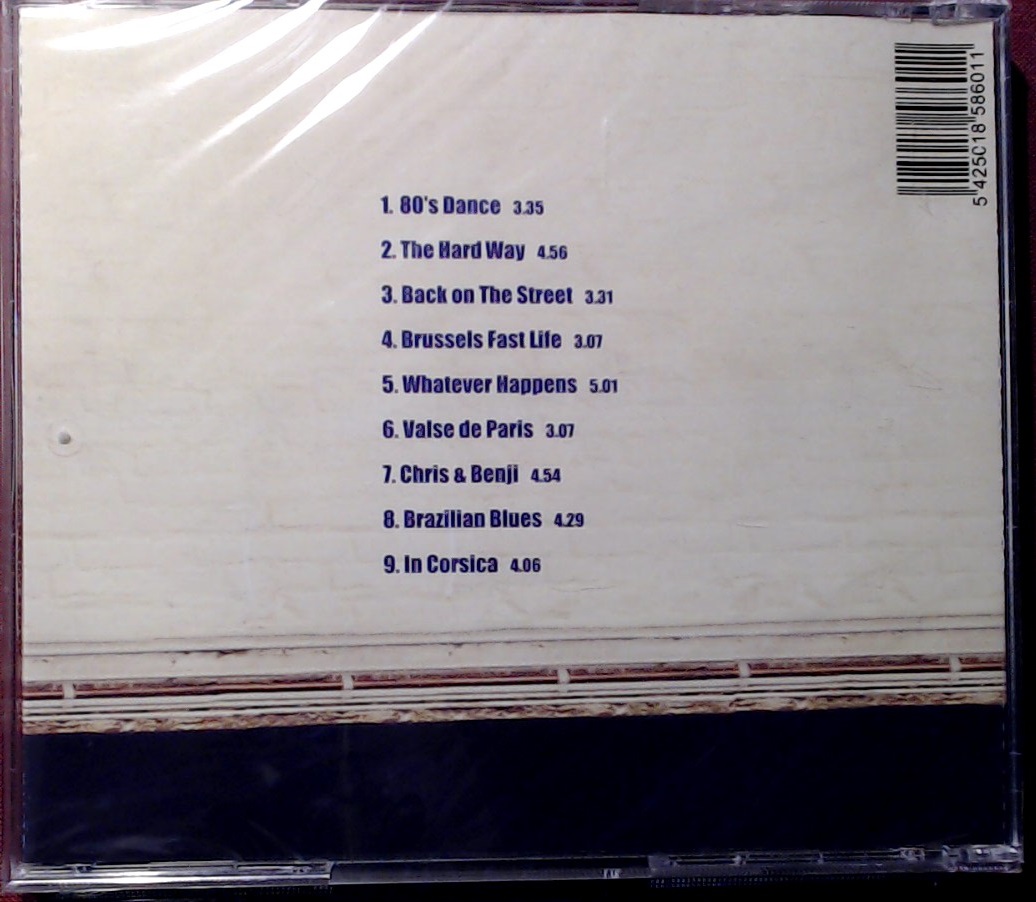 1. 80's Dance 3.35
2. The Hard Way 4.56
3. Back on The Street 3.31
4. Brussels Fast Life 3.07
5. Whatever Happens 5.01
6. Valse de Paris 3.07
7. Chris & Benji 4.54
8. Brazilian Blues 4.29
9. In Corsica 4.06
5 425018 586011